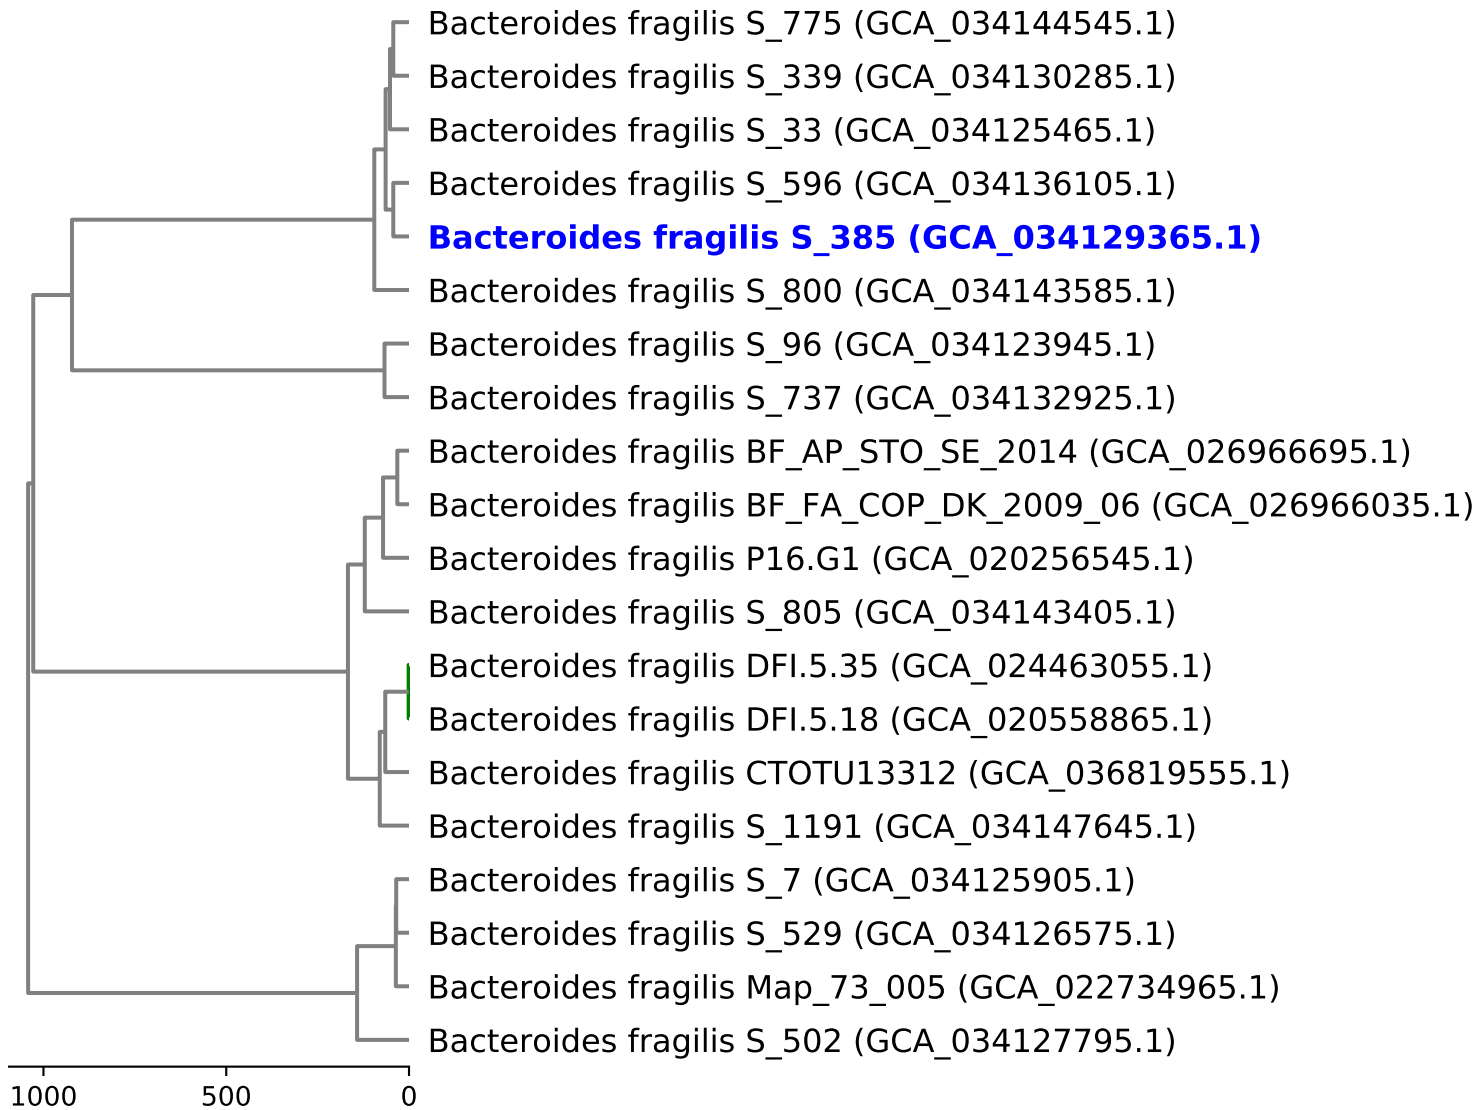 Bacteroides fragilis S_775 (GCA_034144545.1)
Bacteroides fragilis S_339 (GCA_034130285.1)
Bacteroides fragilis S_33 (GCA_034125465.1)
Bacteroides fragilis S_596 (GCA_034136105.1)
Bacteroides fragilis S_385 (GCA_034129365.1)
Bacteroides fragilis S_800 (GCA_034143585.1)
Bacteroides fragilis S_96 (GCA_034123945.1)
Bacteroides fragilis S_737 (GCA_034132925.1)
Bacteroides fragilis BF_AP_STO_SE_2014 (GCA_026966695.1)
Bacteroides fragilis BF_FA_COP_DK_2009_06 (GCA_026966035.1)
Bacteroides fragilis P16.G1 (GCA_020256545.1)
Bacteroides fragilis S_805 (GCA_034143405.1)
Bacteroides fragilis DFI.5.35 (GCA_024463055.1)
Bacteroides fragilis DFI.5.18 (GCA_020558865.1)
Bacteroides fragilis CTOTU13312 (GCA_036819555.1)
Bacteroides fragilis S_1191 (GCA_034147645.1)
Bacteroides fragilis S_7 (GCA_034125905.1)
Bacteroides fragilis S_529 (GCA_034126575.1)
Bacteroides fragilis Map_73_005 (GCA_022734965.1)
Bacteroides fragilis S_502 (GCA_034127795.1)
1000 500 0